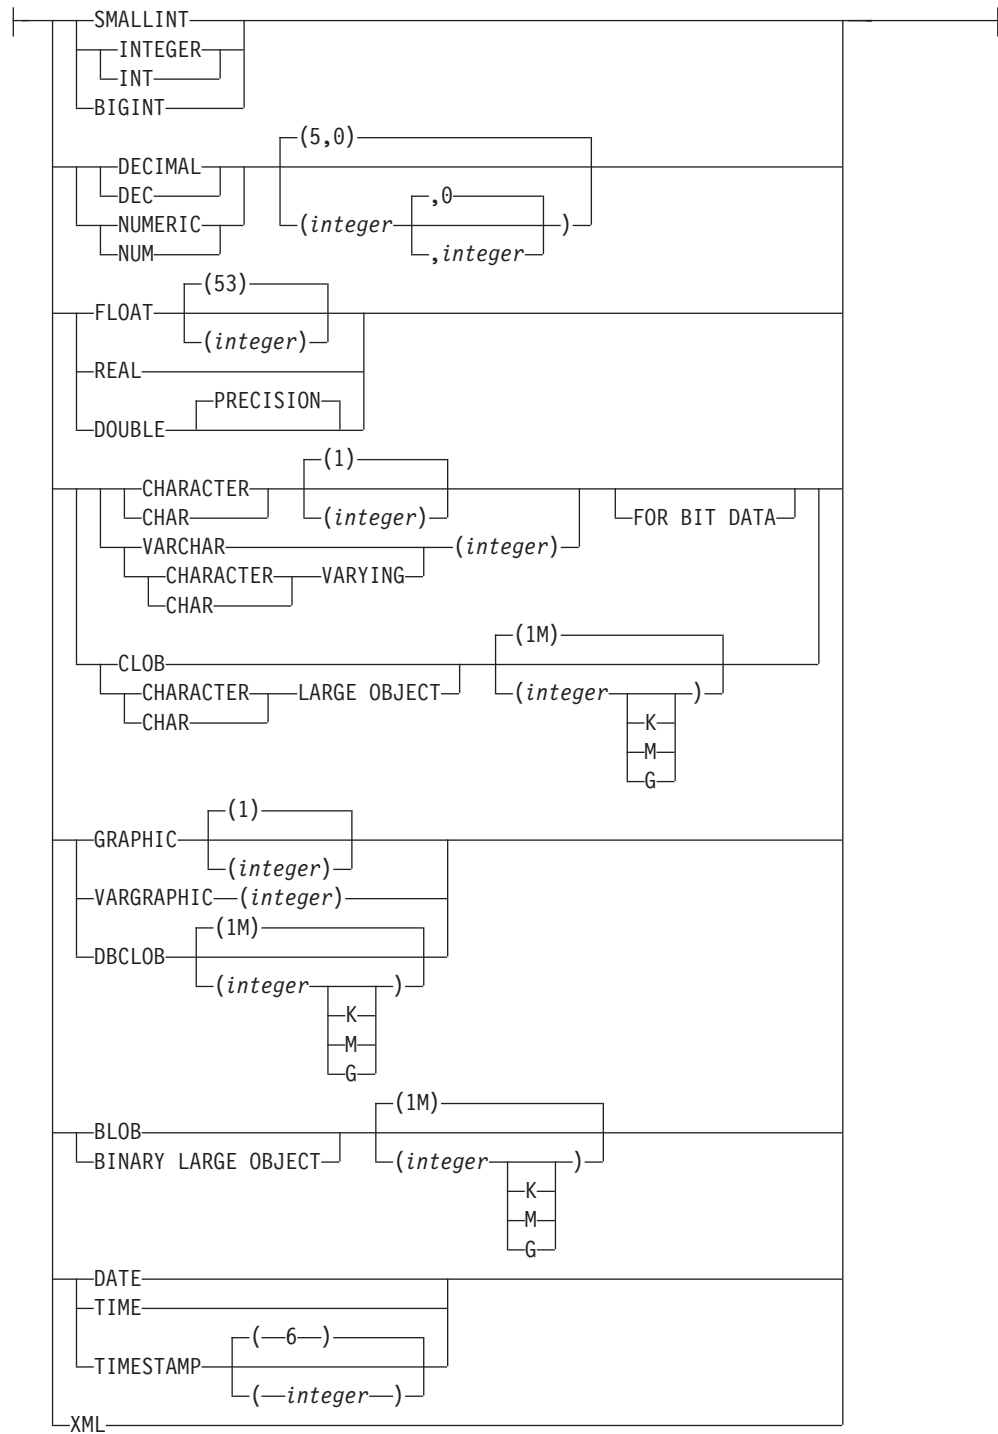 SMALLINT
INTEGER
INT
BIGINT
(5,0)
DECIMAL
DEC
,0
NUMERIC
(integer )
NUM
,integer
(53)
FLOAT
(integer)
REAL
PRECISION
DOUBLE
(1)
CHARACTER
CHAR
(integer)
FOR BIT DATA
VARCHAR
(integer)
CHARACTER
VARYING
CHAR
(1M)
CLOB
CHARACTER
LARGE OBJECT
(integer )
CHAR
K
M
G
(1)
GRAPHIC
(integer)
VARGRAPHIC
(integer)
(1M)
DBCLOB
(integer )
K
M
G
(1M)
BLOB
BINARY LARGE OBJECT
(integer )
K
M
G
DATE
TIME
( 6 )
TIMESTAMP
( integer )
XML